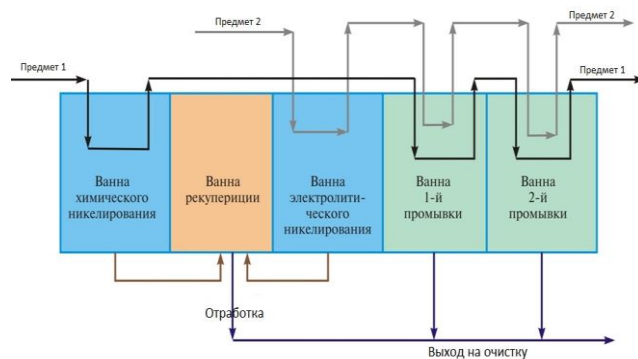 Предмет 2
Предмет 2
Предмет 1
Предмет 1
Ванна
химического
никелирования
Ванна
рекупериции
Ванна
электролити-
ческого
никелирования
Ванна
1-й
промывки
Ванна
2-й
промывки
Отработка
Выход на очистку